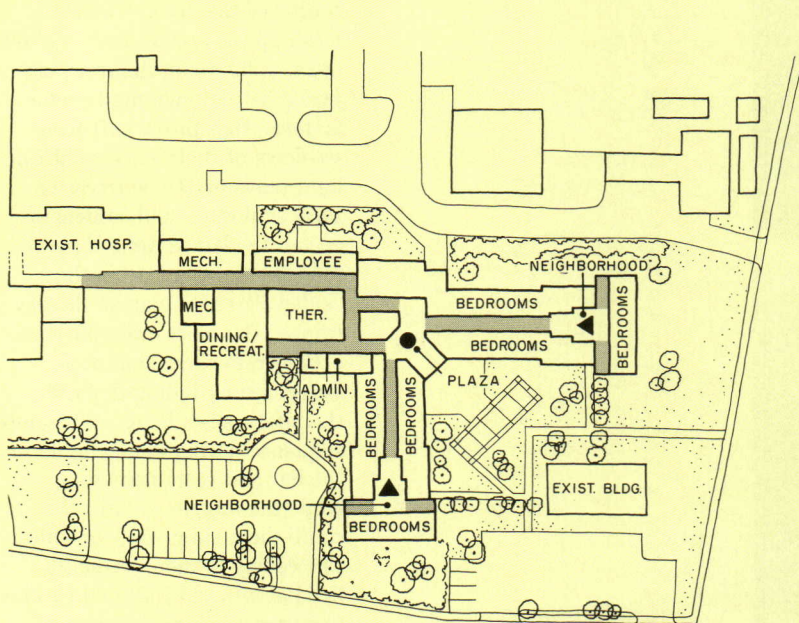 EXIST. HOSP.
MECH.
EMPLOYEE
NEIGHBORHOOD
MEC
THER.
BEDROOMS
BEDROOMS
BEDROOMS
DINING/
RECREAT.
L.
ADMIN.
PLAZA
BEDROOMS
BEDROOMS
EXIST. BLDG.
NEIGHBORHOOD
BEDROOMS